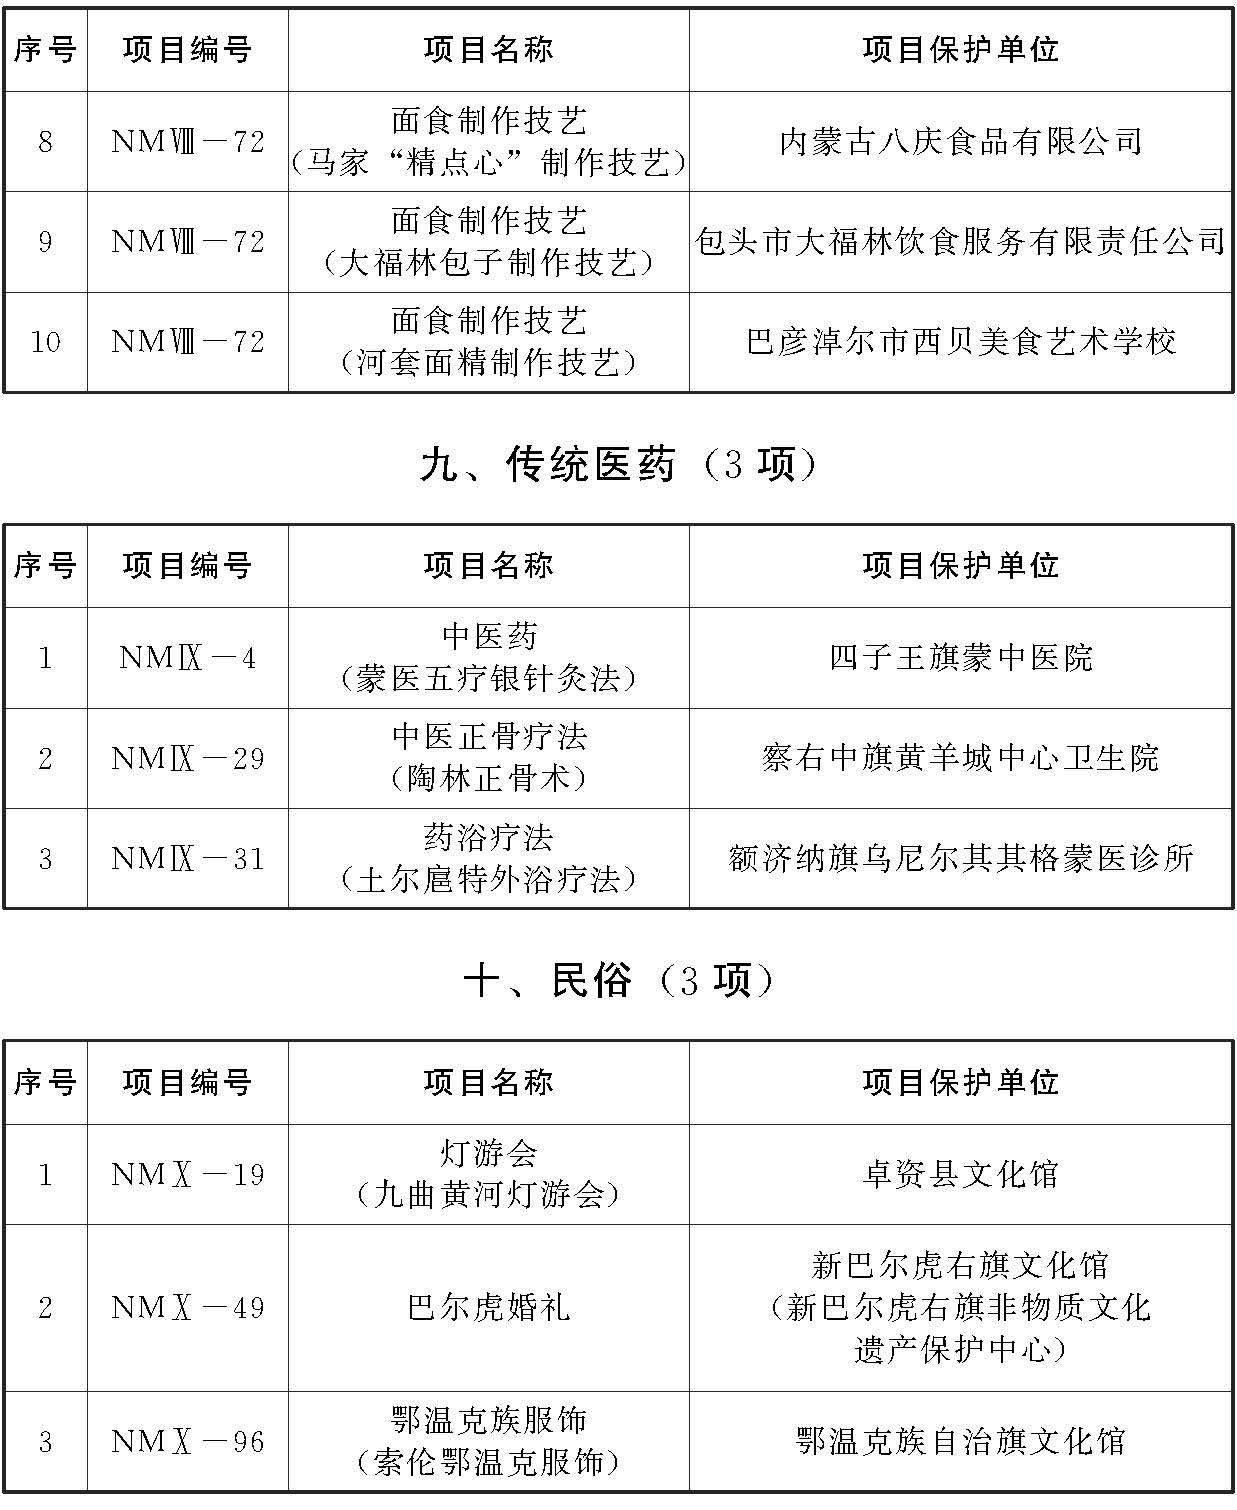 序号 项目编号 项目名称 项目保护单位
8 NMⅧ－72 面食制作技艺 内蒙古八庆食品有限公司
（马家“精点心”制作技艺）
9 NMⅧ－72 面食制作技艺 包头市大福林饮食服务有限责任公司
（大福林包子制作技艺）
10 NMⅧ－72 面食制作技艺 巴彦淖尔市西贝美食艺术学校
（河套面精制作技艺）
九、传统医药（3 项）
序号 项目编号 项目名称 项目保护单位
1 NMⅨ－4 中医药 四子王旗蒙中医院
（蒙医五疗银针灸法）
2 NMⅨ－29 中医正骨疗法 察右中旗黄羊城中心卫生院
（陶林正骨术）
3 NMⅨ－31 药浴疗法 额济纳旗乌尼尔其其格蒙医诊所
（土尔扈特外浴疗法）
十、民俗（3 项）
序号 项目编号 项目名称 项目保护单位
1 NMⅩ－19 灯游会 卓资县文化馆
（九曲黄河灯游会）
2 NMⅩ－49 巴尔虎婚礼 新巴尔虎右旗文化馆
（新巴尔虎右旗非物质文化
遗产保护中心）
3 NMⅩ－96 鄂温克族服饰 鄂温克族自治旗文化馆
（索伦鄂温克服饰）